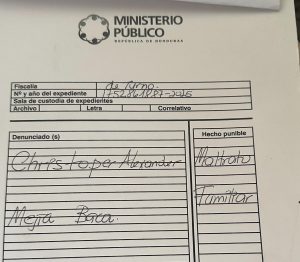 MINISTERIO
PÚBLICO
REPÚBLICA DE HONDURAS
Fiscalía de Turno
Nº y año del expediente
Sala de custodia de expedientes
Archivo Letra Correlativo
Denunciado (s) Hecho punible
Christoper Alexander Maltrato
Familiar
Mejia Baca.